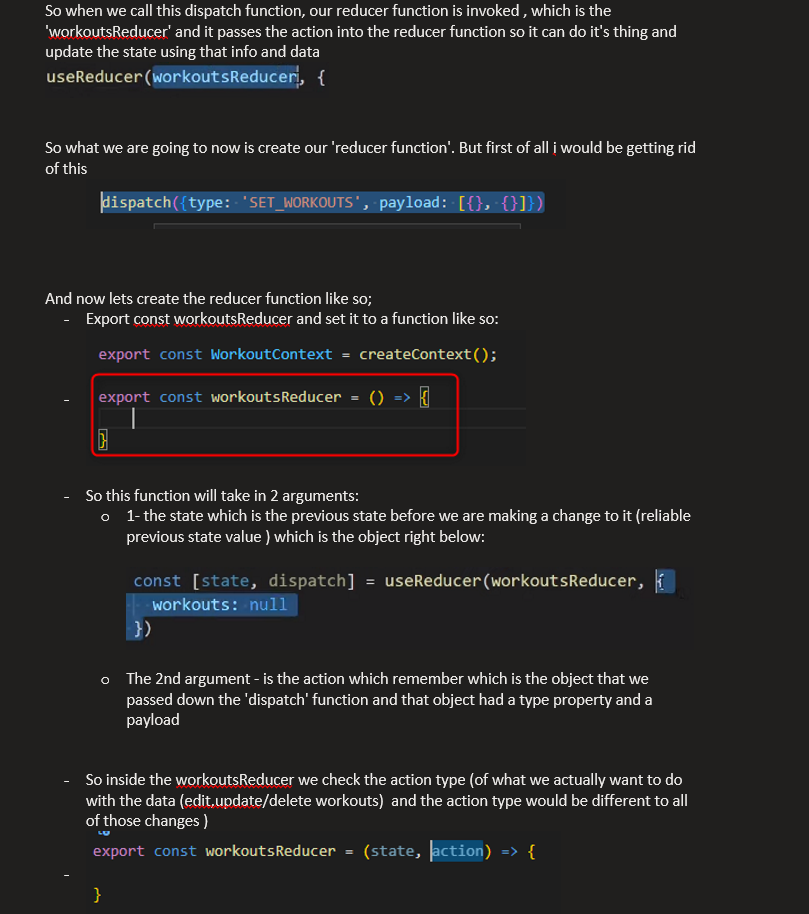 So when we call this dispatch function, our reducer function is invoked , which is the
'workoutsReducer' and it passes the action into the reducer function so it can do it's thing and
update the state using that info and data
useReducer(workoutsReducer, {
So what we are going to now is create our 'reducer function'. But first of all i would be getting rid
of this
dispatch({type: 'SET_WORKOUTS', payload: [{}, {}]})
And now lets create the reducer function like so;
- Export const workoutsReducer and set it to a function like so:
export const WorkoutContext = createContext();
- export const workoutsReducer = () => {
}
- So this function will take in 2 arguments:
o 1- the state which is the previous state before we are making a change to it (reliable
previous state value ) which is the object right below:
const [state, dispatch] = useReducer(workoutsReducer, {
workouts: null
})
o The 2nd argument - is the action which remember which is the object that we
passed down the 'dispatch' function and that object had a type property and a
payload
- So inside the workoutsReducer we check the action type (of what we actually want to do
with the data (edit,update/delete workouts) and the action type would be different to all
of those changes )
export const workoutsReducer = (state, action) => {
-
}